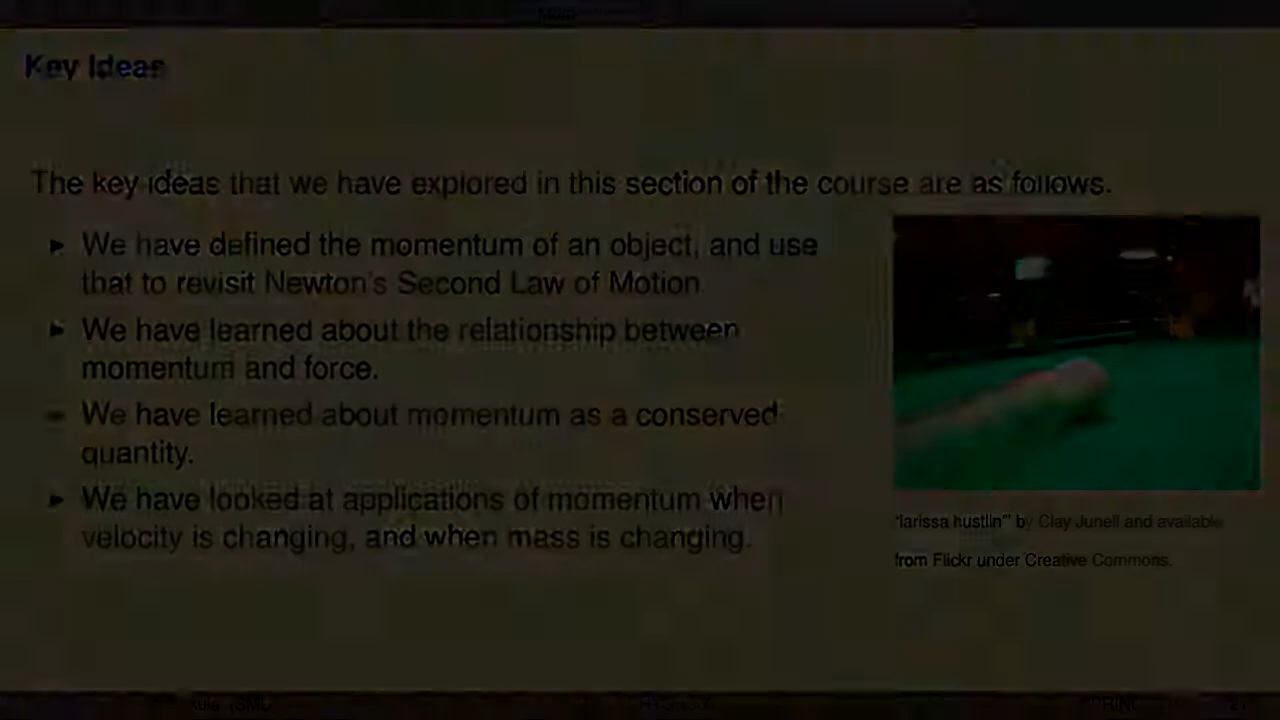 Key Ideas
The key ideas that we have explored in this section of the course are as follows.
We have defined the momentum of an object, and use
that to revisit Newton's Second Law of Motion
We have learned about the relationship between
momentum and force.
We have learned about momentum as a conserved
quantity.
We have looked at applications of momentum when
velocity is changing, and when mass is changing.
"larissa hustlin'" by Clay Junell and available
from Flickr under Creative Commons.